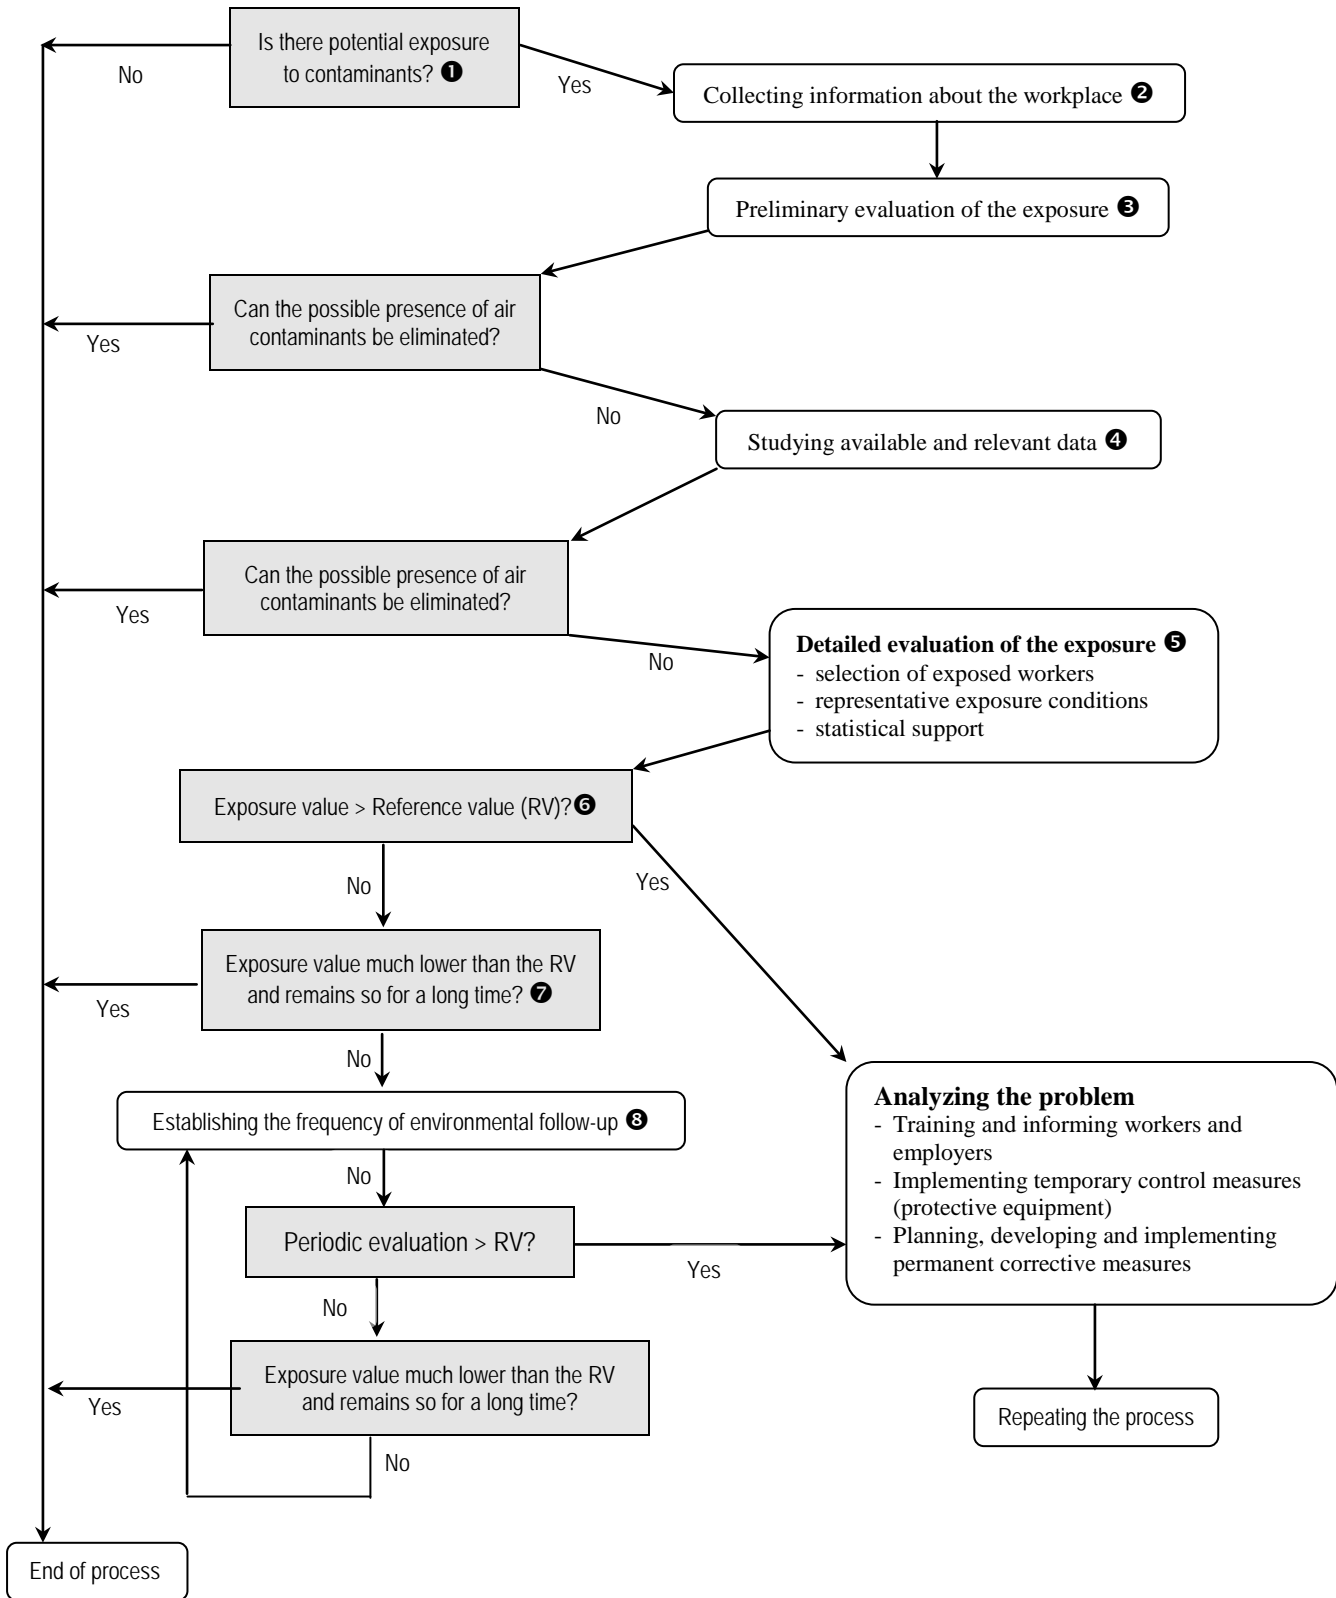 Is there potential exposure
to contaminants? ❶
No
Yes
Collecting information about the workplace ❷
Preliminary evaluation of the exposure ❸
Can the possible presence of air
contaminants be eliminated?
Yes
No
Studying available and relevant data ❹
Can the possible presence of air
contaminants be eliminated?
Yes
No
Detailed evaluation of the exposure ❺
- selection of exposed workers
- representative exposure conditions
- statistical support
Exposure value > Reference value (RV)? ❻
No
Yes
Exposure value much lower than the RV
and remains so for a long time? ❼
Yes
No
Establishing the frequency of environmental follow-up ❽
No
Analyzing the problem
- Training and informing workers and
employers
- Implementing temporary control measures
(protective equipment)
- Planning, developing and implementing
permanent corrective measures
Periodic evaluation > RV?
Yes
No
Exposure value much lower than the RV
and remains so for a long time?
Yes
No
Repeating the process
End of process